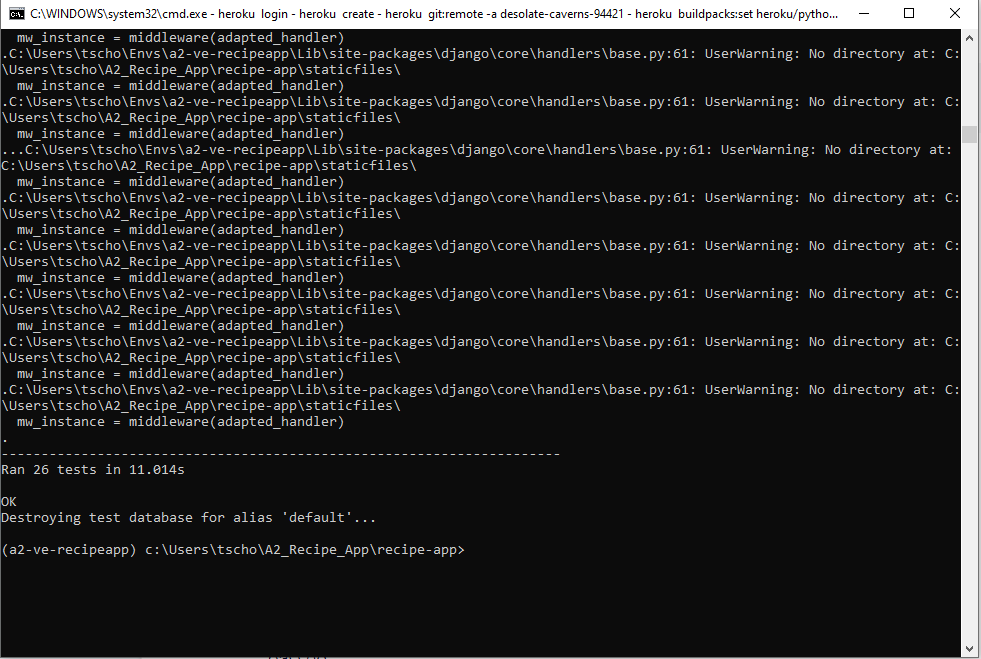 C:\WINDOWS\system32\cmd.exe - heroku login - heroku create - heroku git:remote -a desolate-caverns-94421 - heroku buildpacks:set heroku/pytho...
  mw_instance = middleware(adapted_handler)
.C:\Users\tscho\Envs\a2-ve-recipeapp\Lib\site-packages\django\core\handlers\base.py:61: UserWarning: No directory at: C:
\Users\tscho\A2_Recipe_App\recipe-app\staticfiles\
  mw_instance = middleware(adapted_handler)
.C:\Users\tscho\Envs\a2-ve-recipeapp\Lib\site-packages\django\core\handlers\base.py:61: UserWarning: No directory at: C:
\Users\tscho\A2_Recipe_App\recipe-app\staticfiles\
  mw_instance = middleware(adapted_handler)
...C:\Users\tscho\Envs\a2-ve-recipeapp\Lib\site-packages\django\core\handlers\base.py:61: UserWarning: No directory at:
C:\Users\tscho\A2_Recipe_App\recipe-app\staticfiles\
  mw_instance = middleware(adapted_handler)
.C:\Users\tscho\Envs\a2-ve-recipeapp\Lib\site-packages\django\core\handlers\base.py:61: UserWarning: No directory at: C:
\Users\tscho\A2_Recipe_App\recipe-app\staticfiles\
  mw_instance = middleware(adapted_handler)
.C:\Users\tscho\Envs\a2-ve-recipeapp\Lib\site-packages\django\core\handlers\base.py:61: UserWarning: No directory at: C:
\Users\tscho\A2_Recipe_App\recipe-app\staticfiles\
  mw_instance = middleware(adapted_handler)
.C:\Users\tscho\Envs\a2-ve-recipeapp\Lib\site-packages\django\core\handlers\base.py:61: UserWarning: No directory at: C:
\Users\tscho\A2_Recipe_App\recipe-app\staticfiles\
  mw_instance = middleware(adapted_handler)
.C:\Users\tscho\Envs\a2-ve-recipeapp\Lib\site-packages\django\core\handlers\base.py:61: UserWarning: No directory at: C:
\Users\tscho\A2_Recipe_App\recipe-app\staticfiles\
  mw_instance = middleware(adapted_handler)
.C:\Users\tscho\Envs\a2-ve-recipeapp\Lib\site-packages\django\core\handlers\base.py:61: UserWarning: No directory at: C:
\Users\tscho\A2_Recipe_App\recipe-app\staticfiles\
  mw_instance = middleware(adapted_handler)
.
----------------------------------------------------------------------
Ran 26 tests in 11.014s

OK
Destroying test database for alias 'default'...

(a2-ve-recipeapp) c:\Users\tscho\A2_Recipe_App\recipe-app>